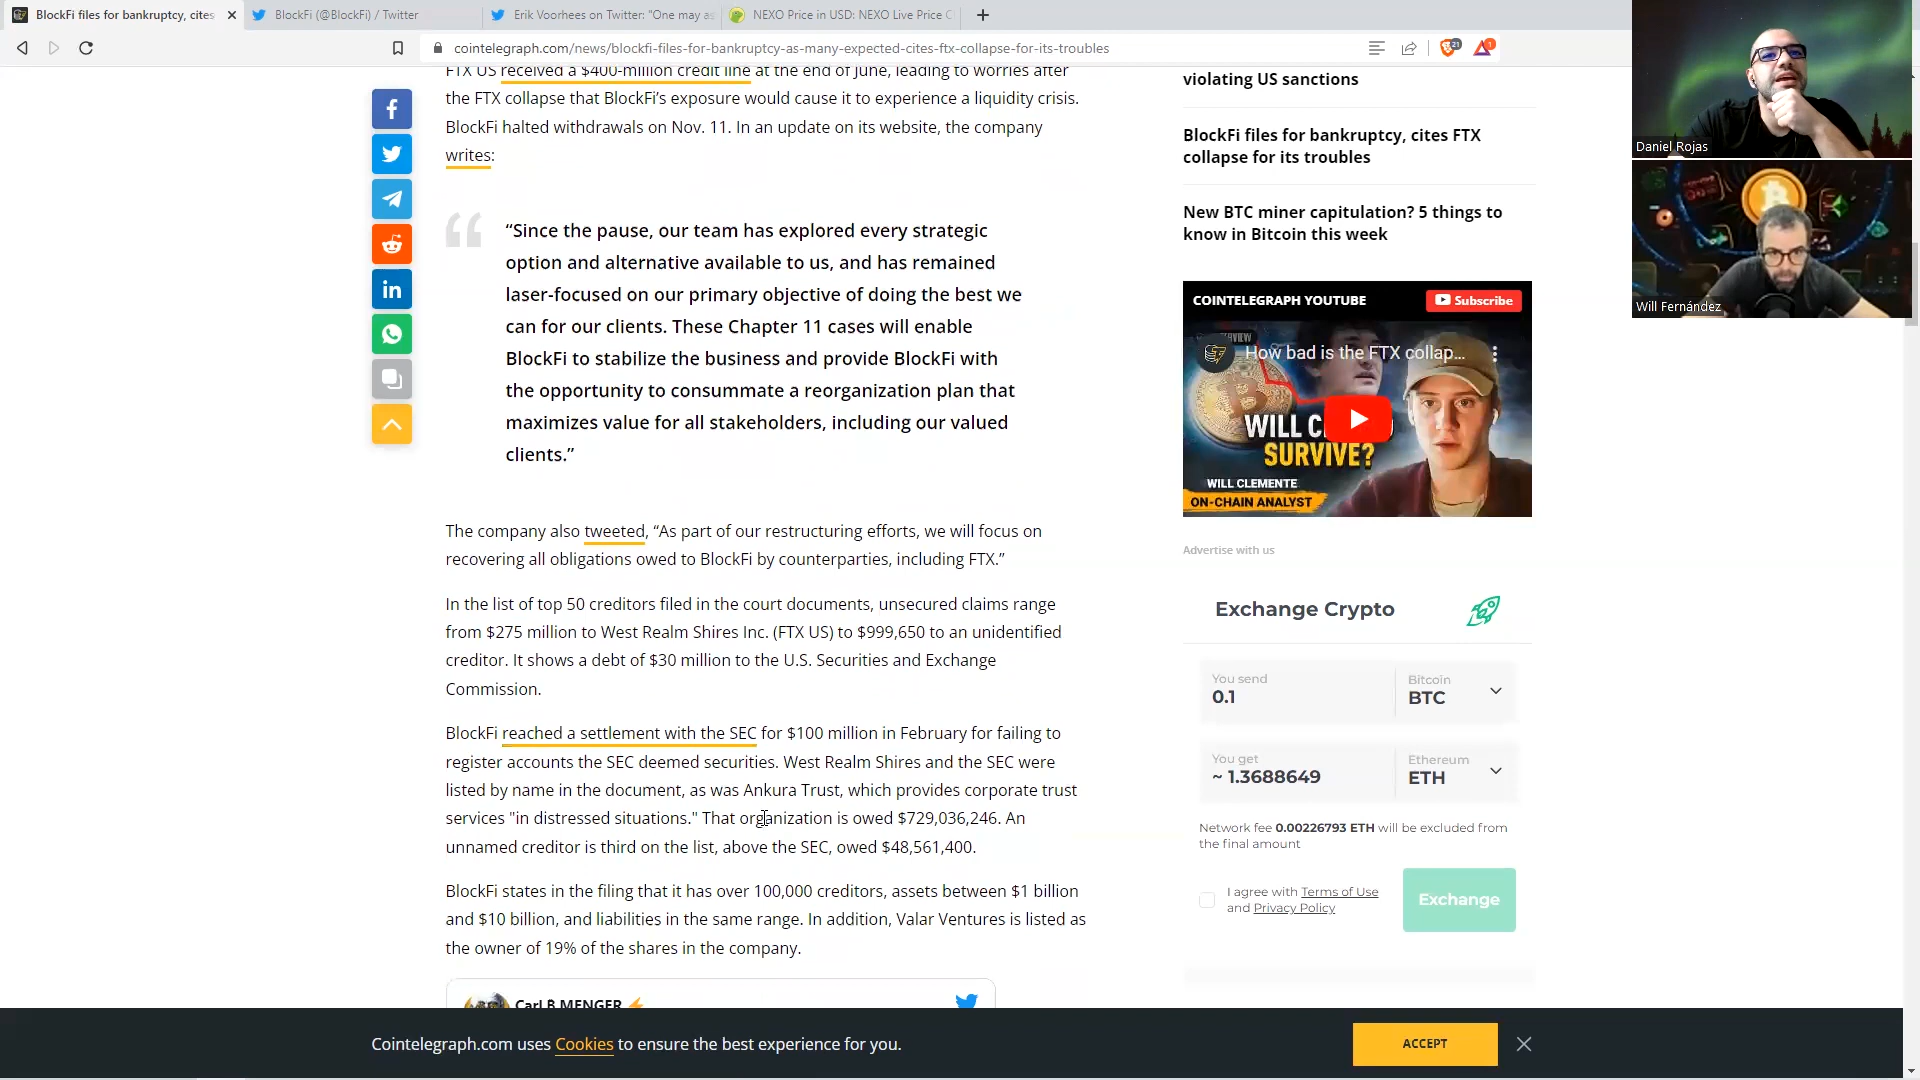 BlockFi files for bankruptcy, cites
BlockFi (@BlockFi) / Twitter
Erik Voorhees on Twitter: "One may as
NEXO Price in USD: NEXO Live Price C
cointelegraph.com/news/blockfi-files-for-bankruptcy-as-many-expected-cites-ftx-collapse-for-its-troubles
21
1
FTX US received a $400-million credit line at the end of June, leading to worries after
the FTX collapse that BlockFi’s exposure would cause it to experience a liquidity crisis.
BlockFi halted withdrawals on Nov. 11. In an update on its website, the company
writes:
“Since the pause, our team has explored every strategic
option and alternative available to us, and has remained
laser-focused on our primary objective of doing the best we
can for our clients. These Chapter 11 cases will enable
BlockFi to stabilize the business and provide BlockFi with
the opportunity to consummate a reorganization plan that
maximizes value for all stakeholders, including our valued
clients.”
The company also tweeted, “As part of our restructuring efforts, we will focus on
recovering all obligations owed to BlockFi by counterparties, including FTX.”
In the list of top 50 creditors filed in the court documents, unsecured claims range
from $275 million to West Realm Shires Inc. (FTX US) to $999,650 to an unidentified
creditor. It shows a debt of $30 million to the U.S. Securities and Exchange
Commission.
BlockFi reached a settlement with the SEC for $100 million in February for failing to
register accounts the SEC deemed securities. West Realm Shires and the SEC were
listed by name in the document, as was Ankura Trust, which provides corporate trust
services "in distressed situations." That organization is owed $729,036,246. An
unnamed creditor is third on the list, above the SEC, owed $48,561,400.
BlockFi states in the filing that it has over 100,000 creditors, assets between $1 billion
and $10 billion, and liabilities in the same range. In addition, Valar Ventures is listed as
the owner of 19% of the shares in the company.
Carl B MENGER
violating US sanctions
BlockFi files for bankruptcy, cites FTX
collapse for its troubles
New BTC miner capitulation? 5 things to
know in Bitcoin this week
COINTELEGRAPH YOUTUBE
Subscribe
How bad is the FTX collap...
WILL C
SURVIVE?
WILL CLEMENTE
ON-CHAIN ANALYST
Advertise with us
Exchange Crypto
You send
0.1
Bitcoin
BTC
You get
~ 1.3688649
Ethereum
ETH
Network fee 0.00226793 ETH will be excluded from
the final amount
I agree with Terms of Use
and Privacy Policy
Exchange
Cointelegraph.com uses Cookies to ensure the best experience for you.
ACCEPT
Daniel Rojas
Will Fernández